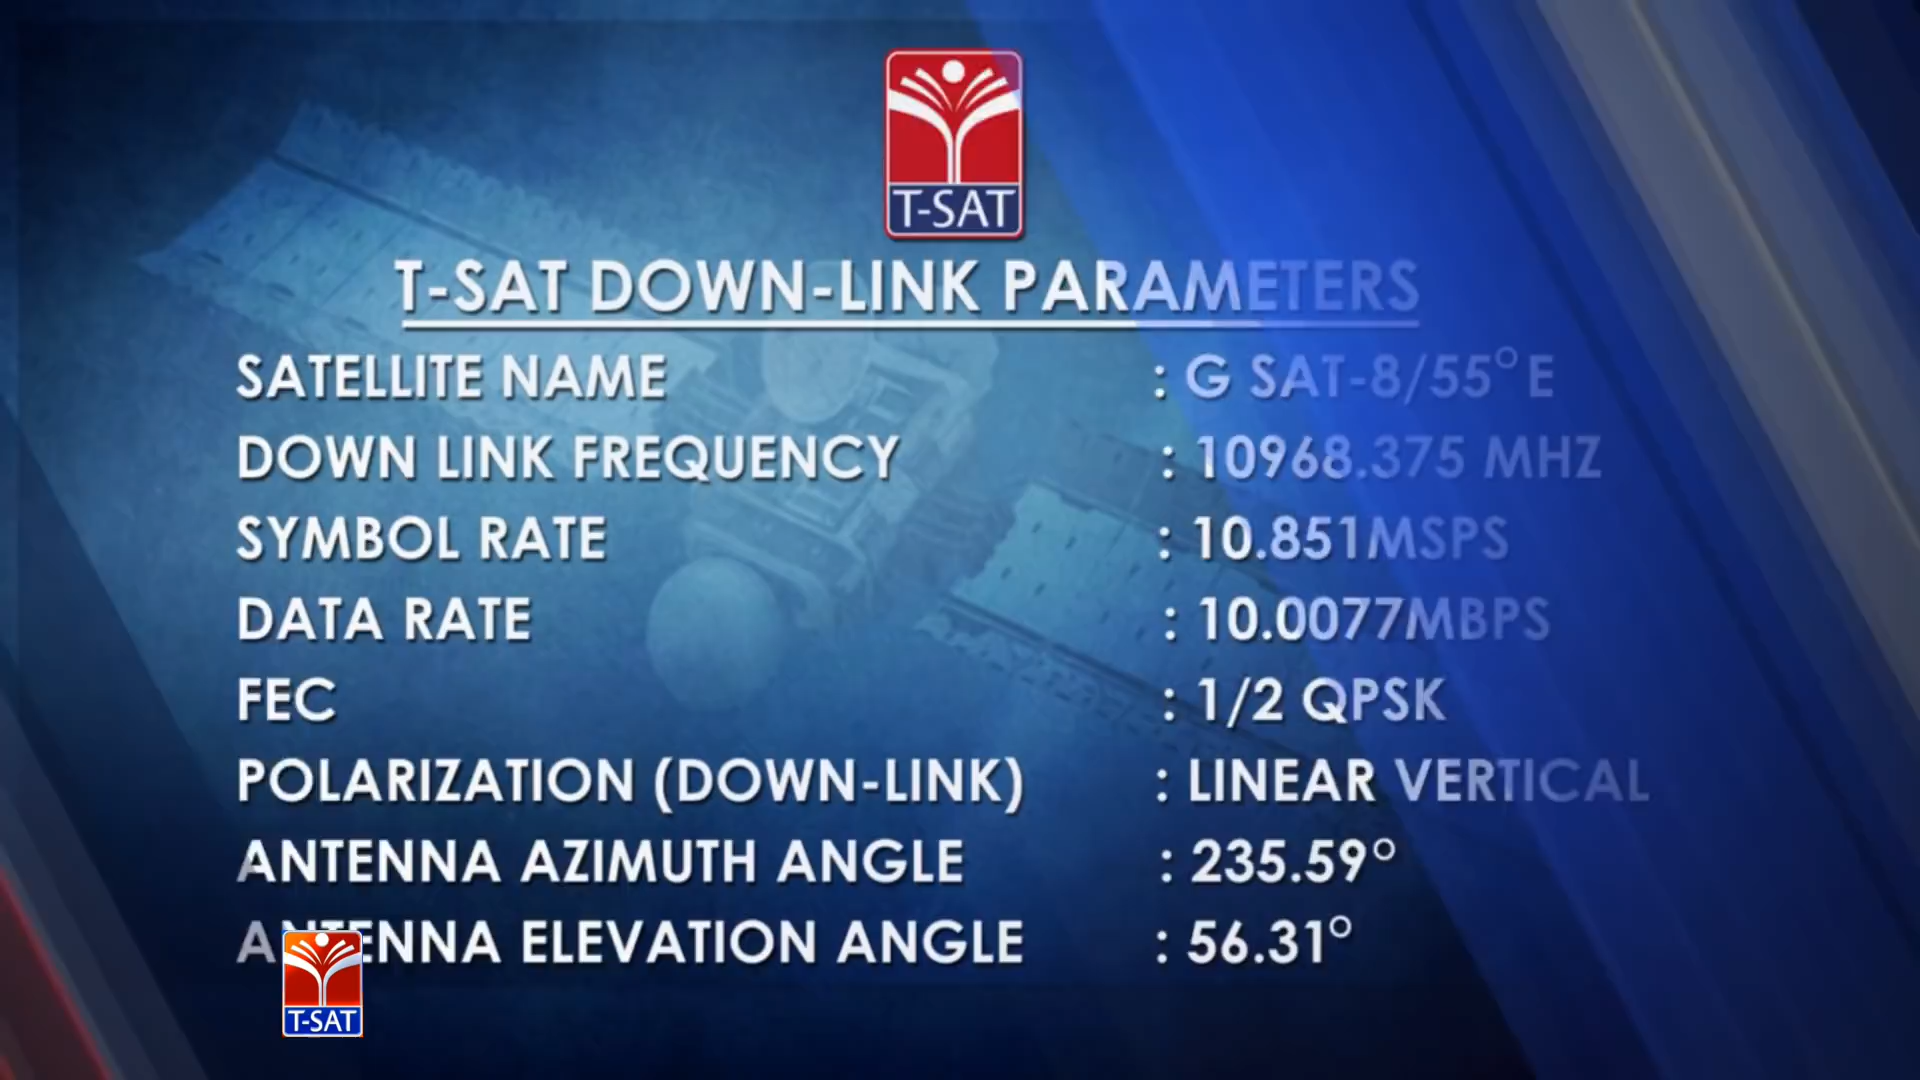 T-SAT
T-SAT DOWN-LINK PARAMETERS
SATELLITE NAME : G SAT-8/55°E
DOWN LINK FREQUENCY : 10968.375 MHZ
SYMBOL RATE : 10.851MSPS
DATA RATE : 10.0077MBPS
FEC : 1/2 QPSK
POLARIZATION (DOWN-LINK) : LINEAR VERTICAL
ANTENNA AZIMUTH ANGLE : 235.59°
ANTENNA ELEVATION ANGLE : 56.31°
T-SAT